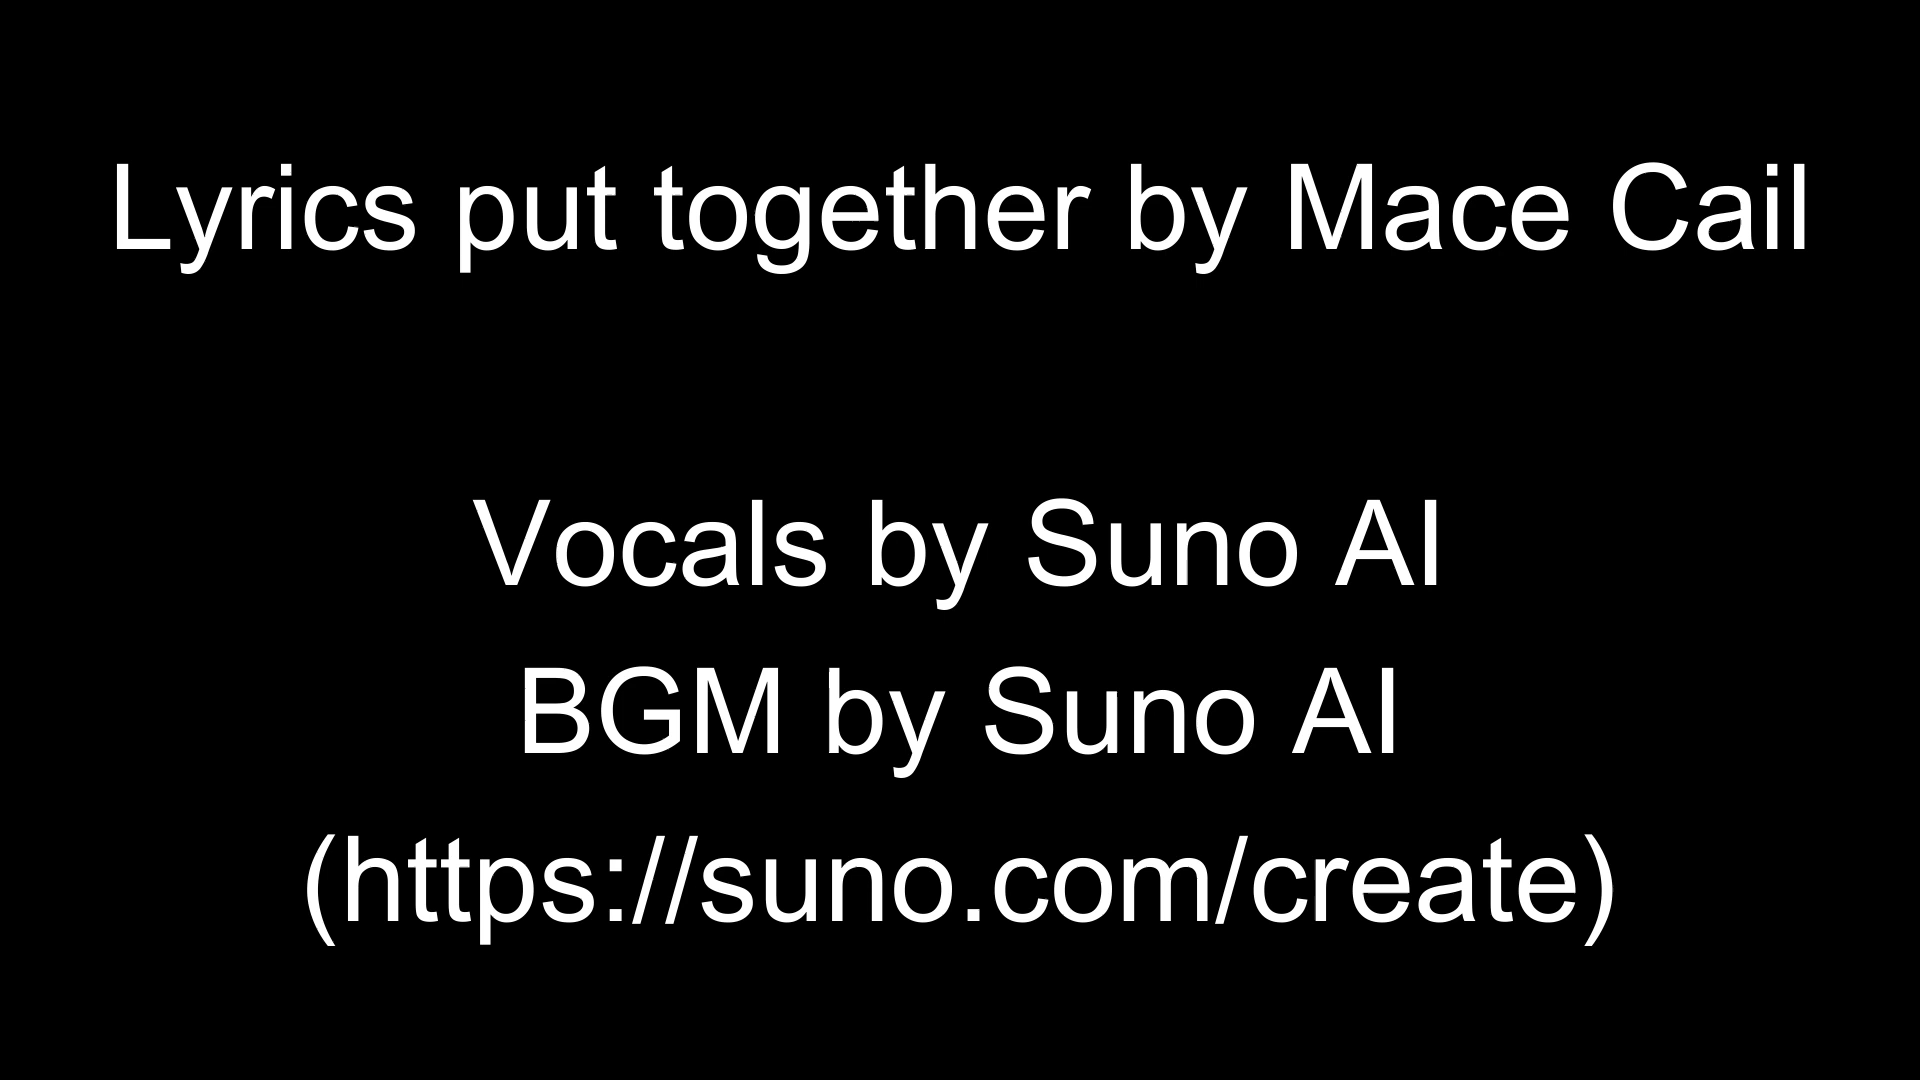 Lyrics put together by Mace Cail
Vocals by Suno AI
BGM by Suno AI
(https://suno.com/create)